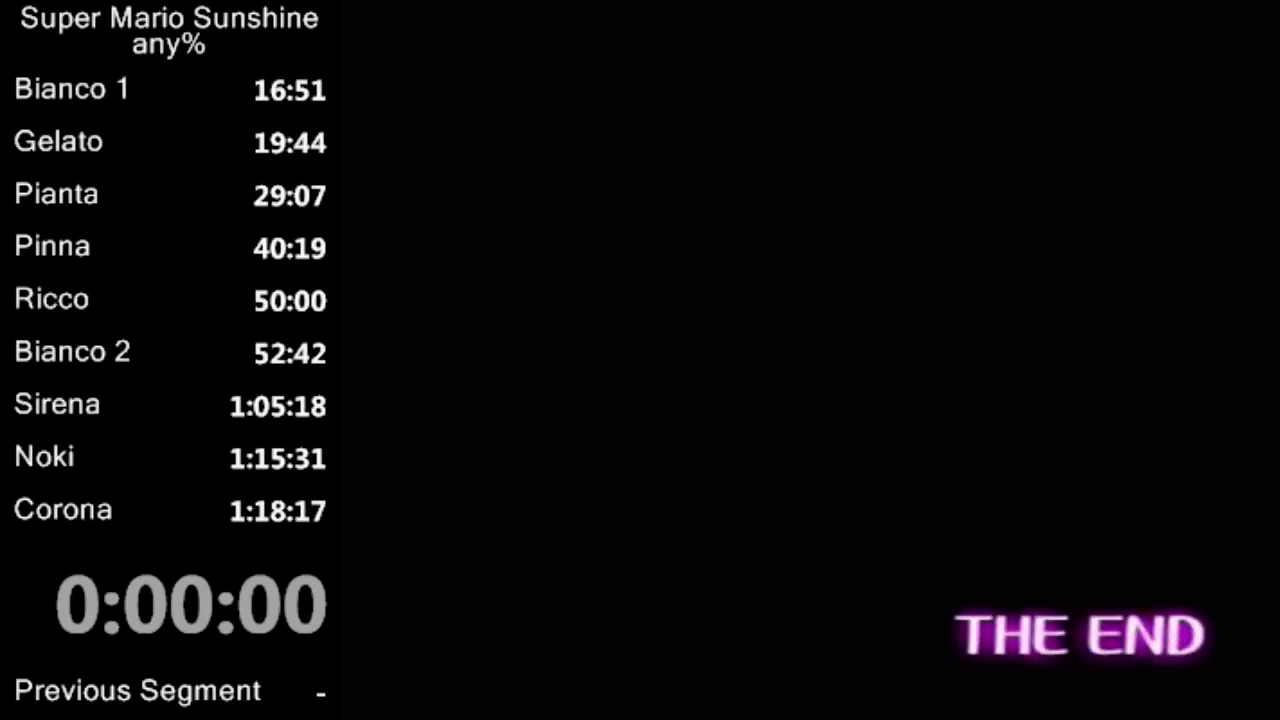 Super Mario Sunshine
any%
Bianco 1 16:51
Gelato 19:44
Pianta 29:07
Pinna 40:19
Ricco 50:00
Bianco 2 52:42
Sirena 1:05:18
Noki 1:15:31
Corona 1:18:17
0:00:00
Previous Segment -
THE END